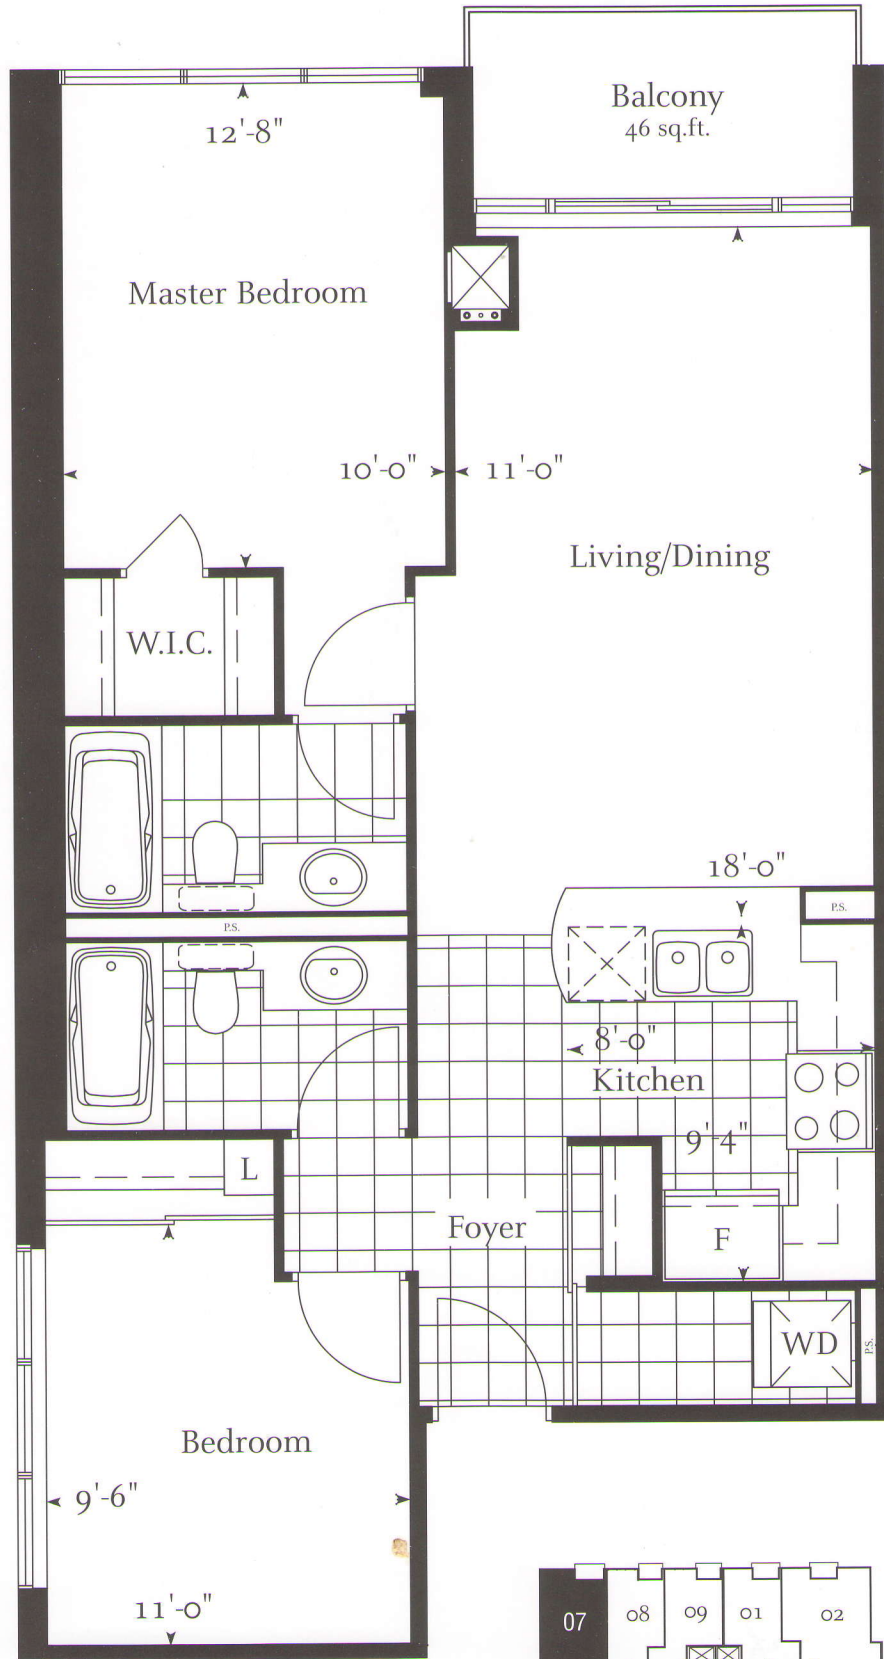 Balcony
46 sq.ft.
12'-8"
Master Bedroom
10'-0"
11'-0"
Living/Dining
W.I.C.
18'-0"
P.S.
P.S.
8'-0"
Kitchen
9'-4"
L
Foyer
F
WD
P.S.
Bedroom
9'-6"
11'-0"
07
08
09
01
02